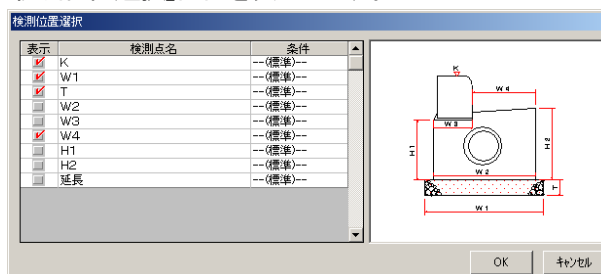 検測位置選択
表示 検測点名 条件
K --(標準)--
W1 --(標準)--
T --(標準)--
W2 --(標準)--
W3 --(標準)--
W4 --(標準)--
H1 --(標準)--
H2 --(標準)--
延長 --(標準)--
K
W 4
W 3
H 1
H 2
W 2
T
W 1
OK キャンセル